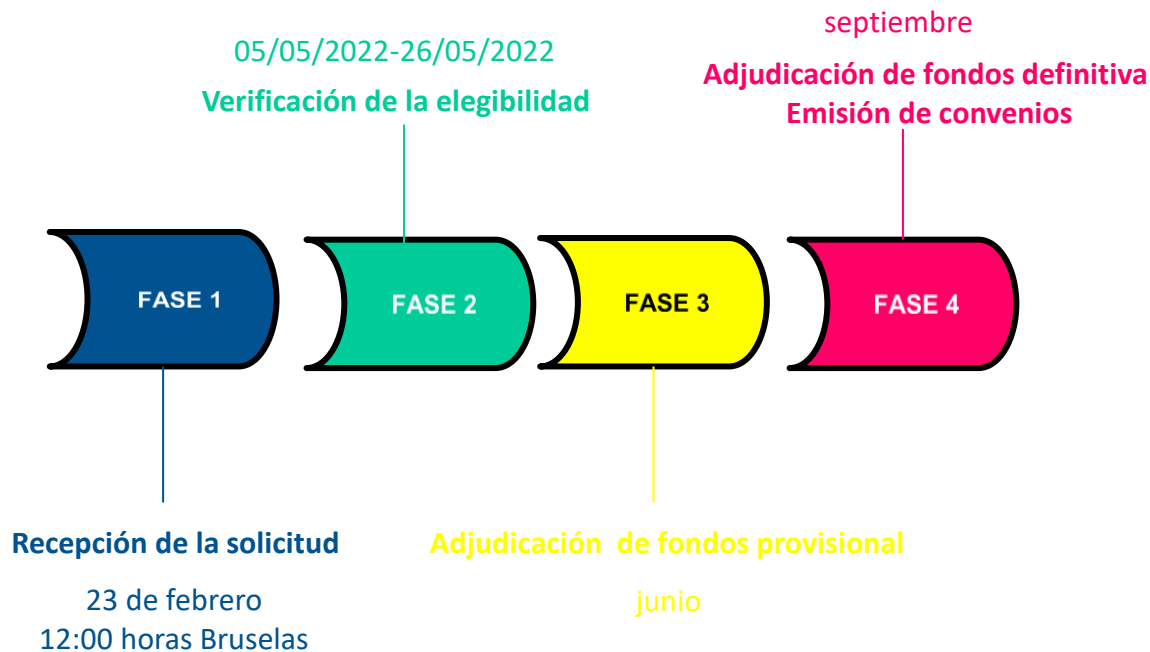 septiembre
05/05/2022-26/05/2022
Adjudicación de fondos definitiva
Verificación de la elegibilidad
Emisión de convenios
FASE 1
FASE 2
FASE 3
FASE 4
Recepción de la solicitud
Adjudicación de fondos provisional
23 de febrero
junio
12:00 horas Bruselas